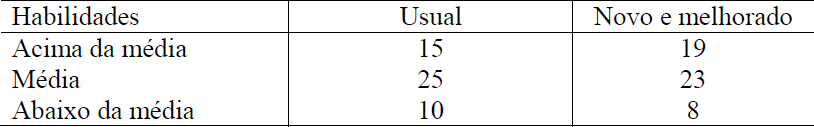 Habilidades Usual Novo e melhorado
Acima da média 15 19
Média 25 23
Abaixo da média 10 8